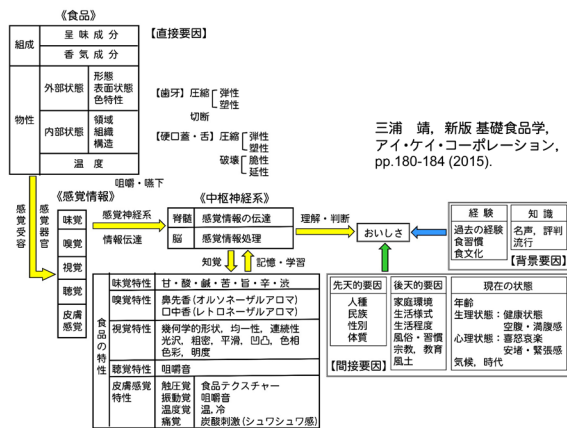 《食品》
組成
呈 味 成 分
香 気 成 分
物性
外部状態
形態
表面状態
色特性
内部状態
領域
組織
構造
温 度
【直接要因】
【歯牙】圧縮
弾性
塑性
切断
【硬口蓋・舌】圧縮
弾性
塑性
破壊
脆性
延性
咀嚼・嚥下
三浦 靖, 新版 基礎食品学,
アイ・ケイ・コーポレーション,
pp.180-184 (2015).
感覚受容
感覚器官
《感覚情報》
味覚
嗅覚
視覚
聴覚
皮膚
感覚
感覚神経系
情報伝達
《中枢神経系》
脊髄
感覚情報の伝達
脳
感覚情報処理
理解・判断
おいしさ
知覚
記憶・学習
経 験
過去の経験
食習慣
食文化
知 識
名声, 評判
流行
【背景要因】
食品の特性
味覚特性
甘・酸・鹹・苦・旨・辛・渋
嗅覚特性
鼻先香(オルソネーザルアロマ)
口中香(レトロネーザルアロマ)
視覚特性
幾何学的形状, 均一性, 連続性
光沢, 粗密, 平滑, 凹凸, 色相
色彩, 明度
聴覚特性
咀嚼音
皮膚感覚
特性
触圧覚
食品テクスチャー
振動覚
咀嚼音
温度覚
温, 冷
痛覚
炭酸刺激(シュワシュワ感)
先天的要因
人種
民族
性別
体質
【間接要因】
後天的要因
家庭環境
生活様式
生活程度
風俗・習慣
宗教, 教育
風土
現在の状態
年齢
生理状態:健康状態
空腹・満腹感
心理状態:喜怒哀楽
安堵・緊張感
気候, 時代